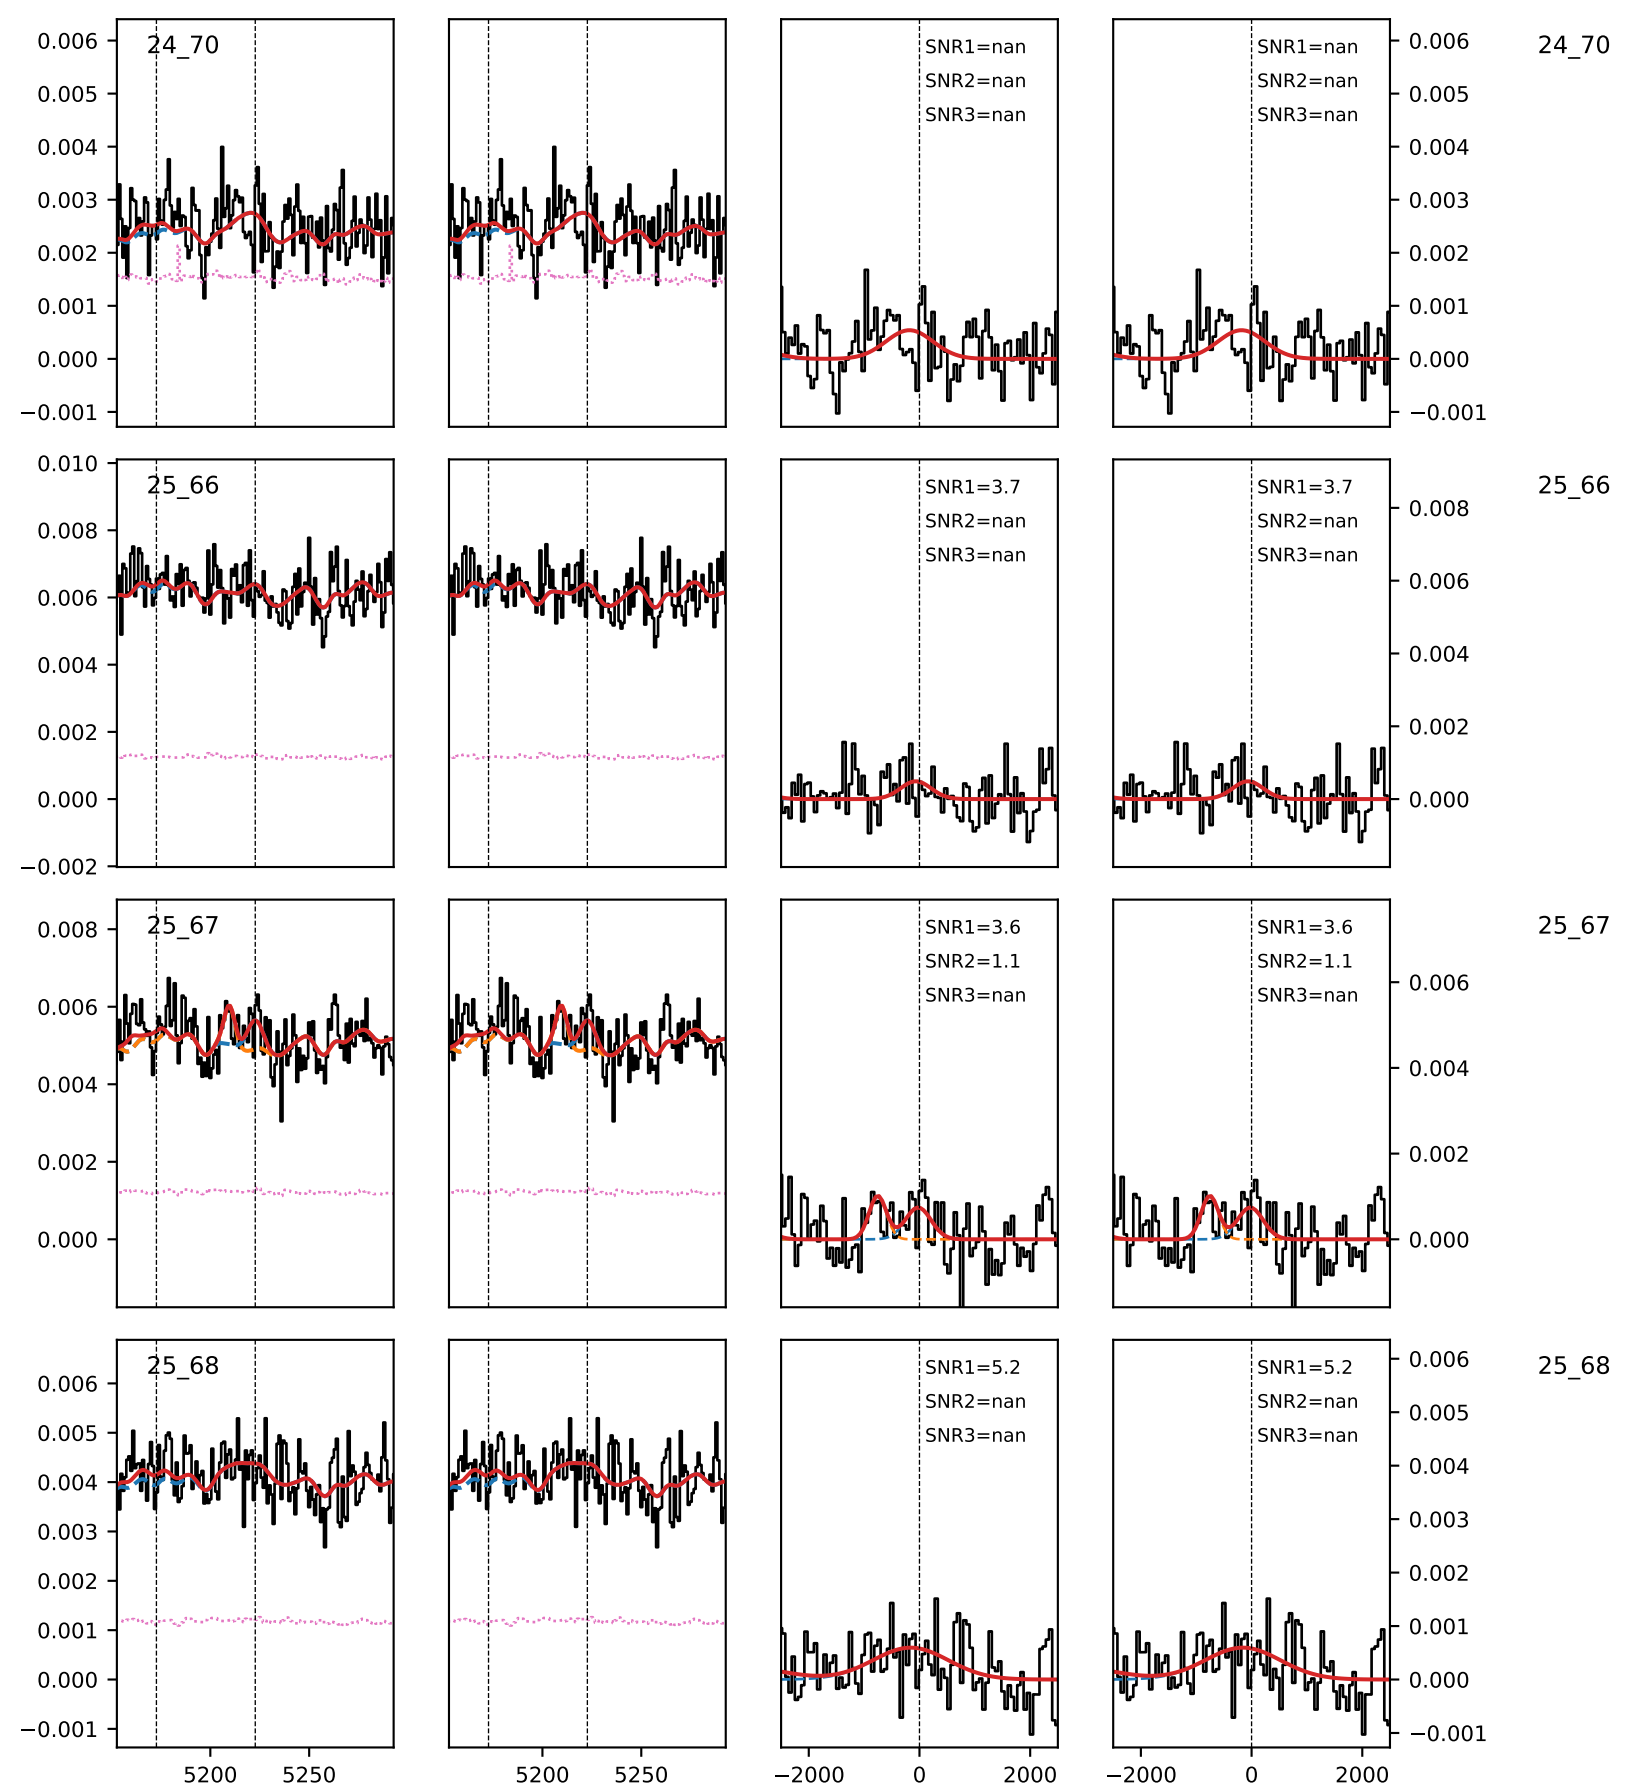 0.006
0.005
0.004
0.003
0.002
0.001
0.000
−0.001
24_70
SNR1=nan
SNR2=nan
SNR3=nan
SNR1=nan
SNR2=nan
SNR3=nan
0.006
0.005
0.004
0.003
0.002
0.001
0.000
−0.001
24_70
0.010
0.008
0.006
0.004
0.002
0.000
−0.002
25_66
SNR1=3.7
SNR2=nan
SNR3=nan
SNR1=3.7
SNR2=nan
SNR3=nan
0.008
0.006
0.004
0.002
0.000
25_66
0.008
0.006
0.004
0.002
0.000
25_67
SNR1=3.6
SNR2=1.1
SNR3=nan
SNR1=3.6
SNR2=1.1
SNR3=nan
0.006
0.004
0.002
0.000
25_67
0.006
0.005
0.004
0.003
0.002
0.001
0.000
−0.001
25_68
SNR1=5.2
SNR2=nan
SNR3=nan
SNR1=5.2
SNR2=nan
SNR3=nan
0.006
0.005
0.004
0.003
0.002
0.001
0.000
−0.001
25_68
5200 5250
5200 5250
−2000 0 2000
−2000 0 2000